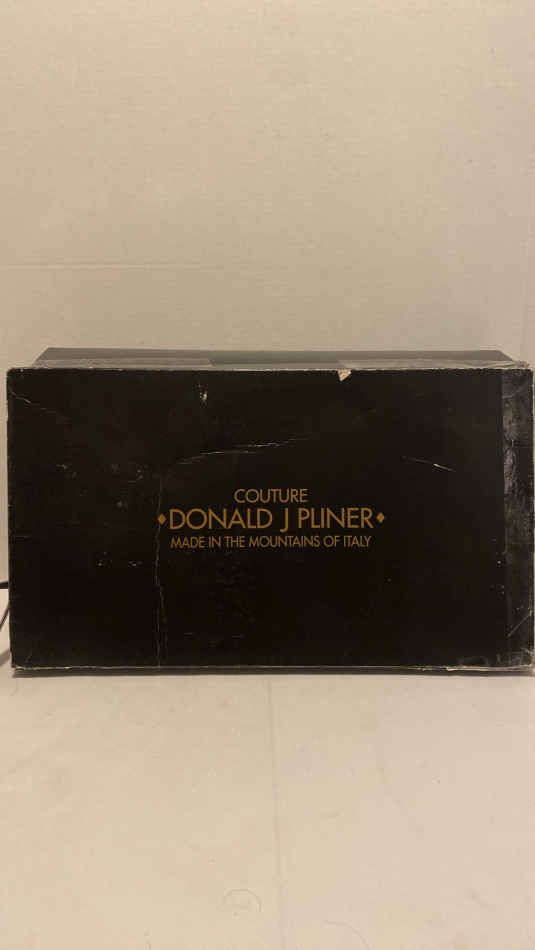 COUTURE
♦DONALD J PLINER♦
MADE IN THE MOUNTAINS OF ITALY